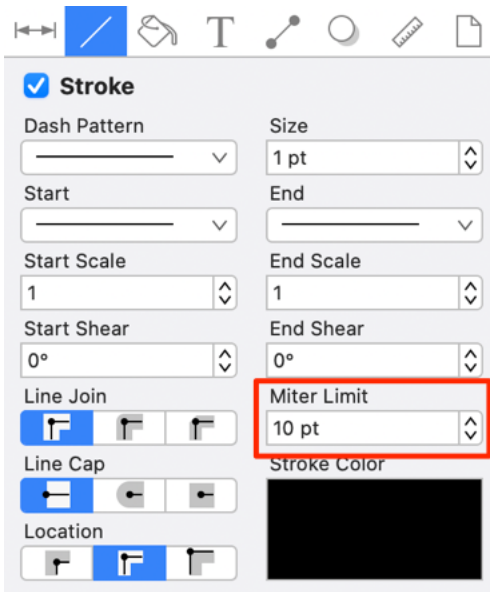 T
Stroke
Dash Pattern Size
1 pt
Start End
Start Scale End Scale
1 1
Start Shear End Shear
0° 0°
Line Join Miter Limit
10 pt
Line Cap Stroke Color
Location